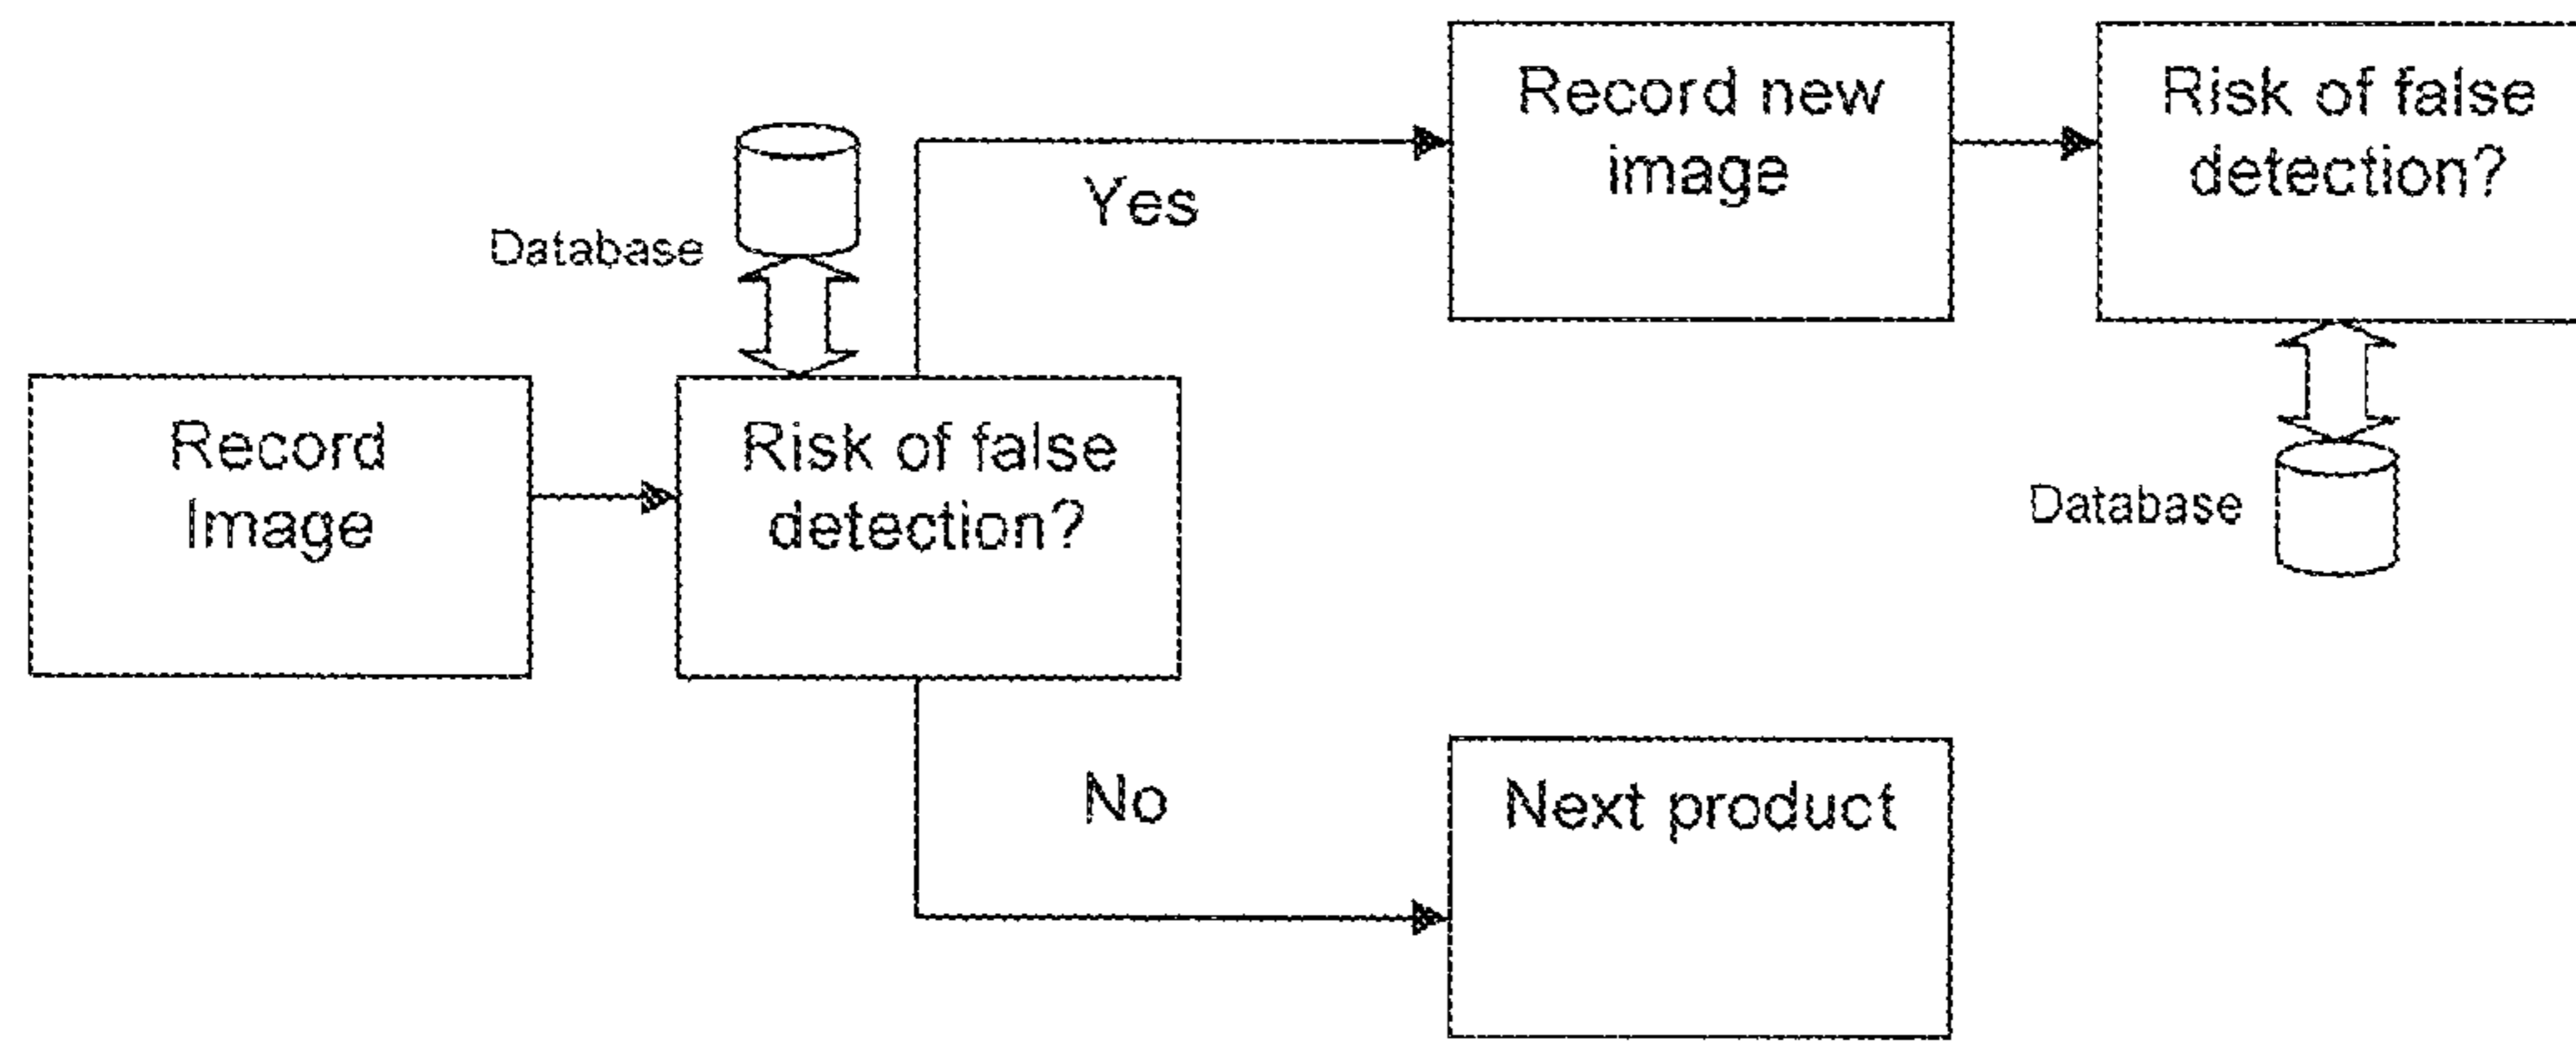 Record new
image
Risk of false
detection?
Database
Yes
Record
Image
Risk of false
detection?
Database
No
Next product